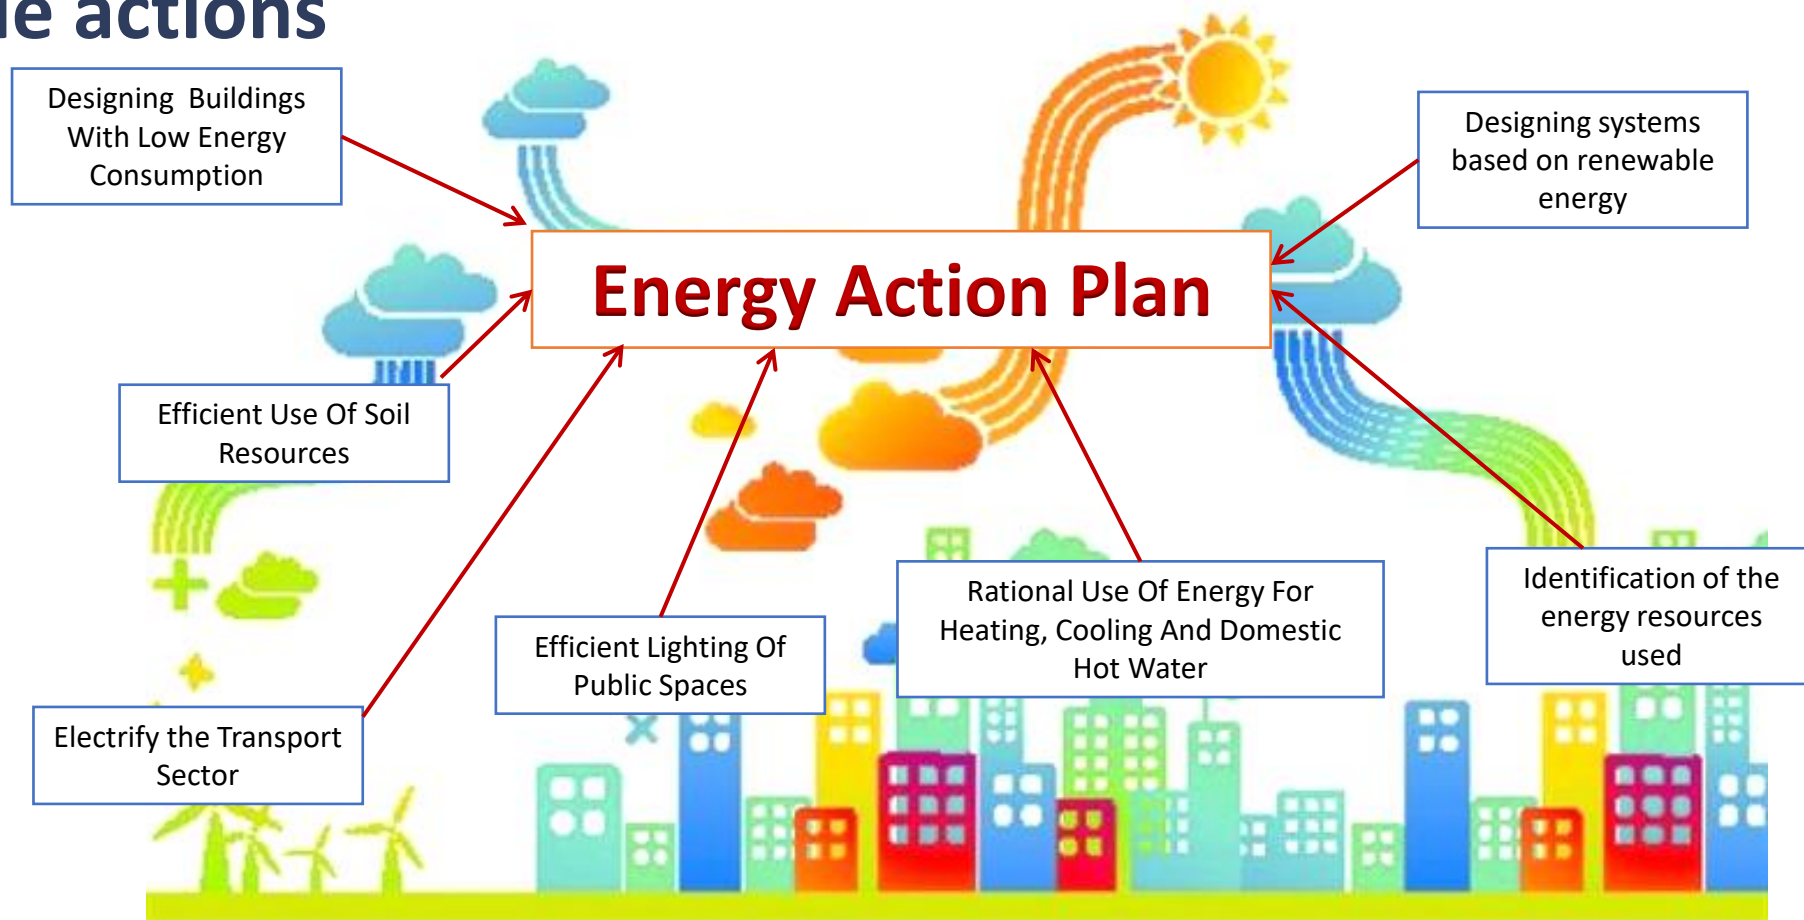 actions
Designing Buildings
With Low Energy
Consumption
Designing systems
based on renewable
energy
Energy Action Plan
Efficient Use Of Soil
Resources
Rational Use Of Energy For
Heating, Cooling And Domestic
Hot Water
Identification of the
energy resources
used
Efficient Lighting Of
Public Spaces
Electrify the Transport
Sector